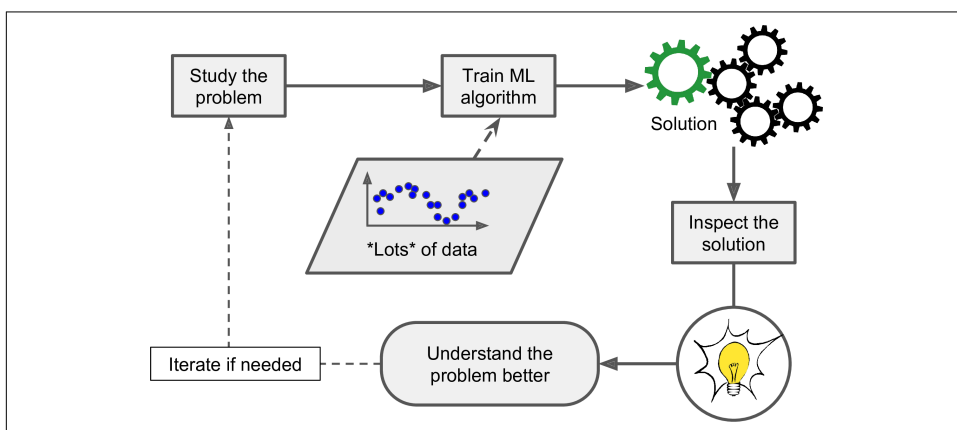 Study the
problem
Train ML
algorithm
Solution
*Lots* of data
Inspect the
solution
Understand the
problem better
Iterate if needed